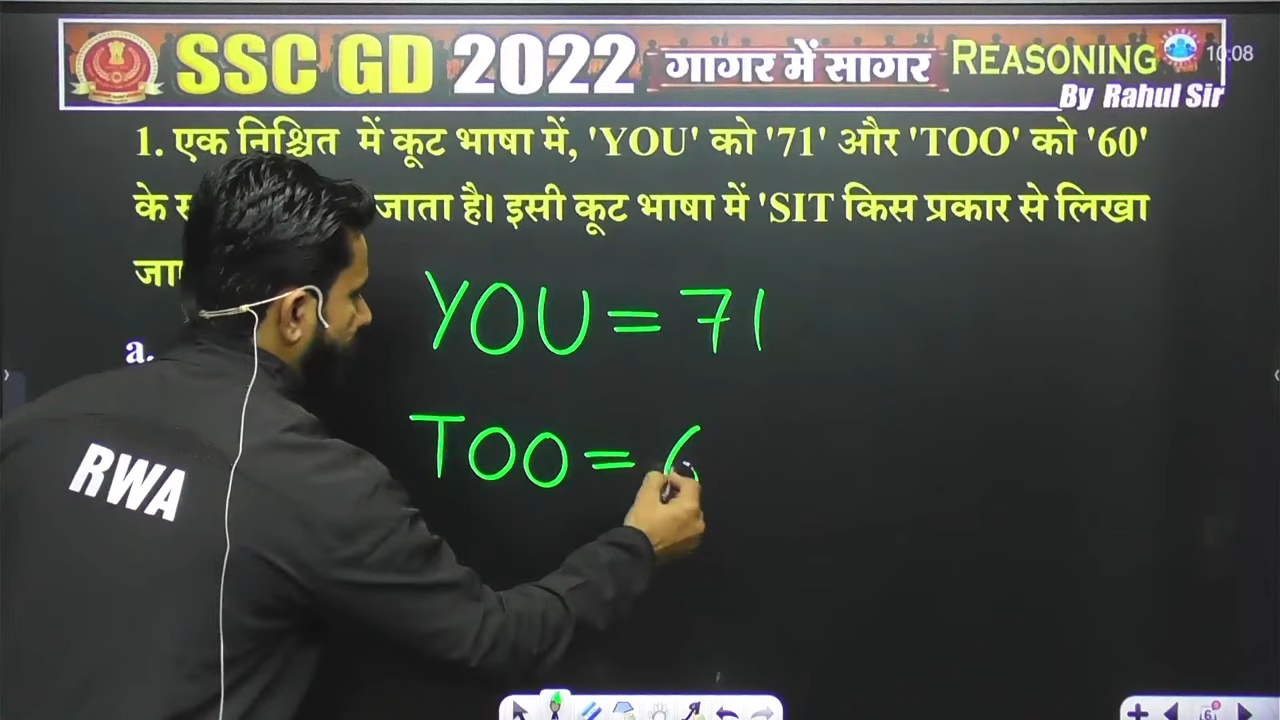 SSC GD 2022 गागर में सागर REASONING 10:08
By Rahul Sir
1. एक निश्चित में कूट भाषा में, 'YOU' को '71' और 'TOO' को '60'
के जाता है। इसी कूट भाषा में 'SIT किस प्रकार से लिखा
YOU = 71
a.
TOO = 6
RWA